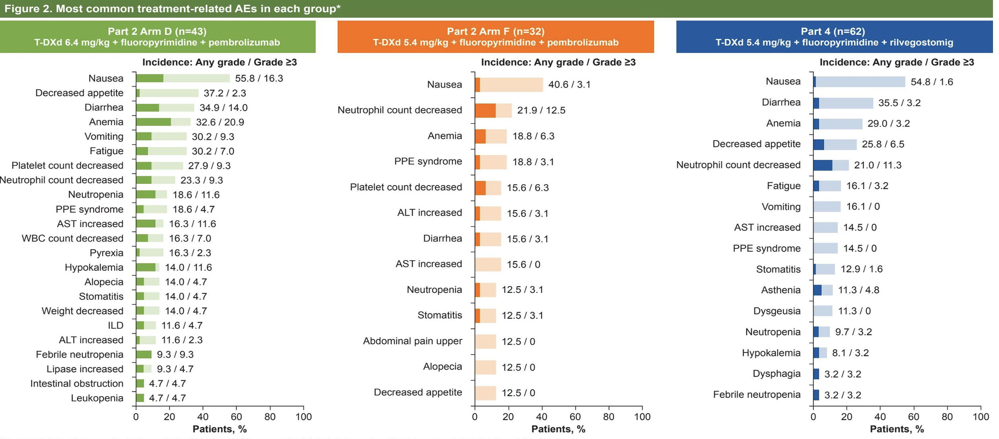 Figure 2. Most common treatment-related AEs in each group*
Part 2 Arm D (n=43)
T-DXd 6.4 mg/kg + fluoropyrimidine + pembrolizumab
Incidence: Any grade / Grade ≥3
Nausea 55.8 / 16.3
Decreased appetite 37.2 / 2.3
Diarrhea 34.9 / 14.0
Anemia 32.6 / 20.9
Vomiting 30.2 / 9.3
Fatigue 30.2 / 7.0
Platelet count decreased 27.9 / 9.3
Neutrophil count decreased 23.3 / 9.3
Neutropenia 18.6 / 11.6
PPE syndrome 18.6 / 4.7
AST increased 16.3 / 11.6
WBC count decreased 16.3 / 7.0
Pyrexia 16.3 / 2.3
Hypokalemia 14.0 / 11.6
Alopecia 14.0 / 4.7
Stomatitis 14.0 / 4.7
Weight decreased 14.0 / 4.7
ILD 11.6 / 4.7
ALT increased 11.6 / 2.3
Febrile neutropenia 9.3 / 9.3
Lipase increased 9.3 / 4.7
Intestinal obstruction 4.7 / 4.7
Leukopenia 4.7 / 4.7
0 20 40 60 80 100
Patients, %
Part 2 Arm F (n=32)
T-DXd 5.4 mg/kg + fluoropyrimidine + pembrolizumab
Incidence: Any grade / Grade ≥3
Nausea 40.6 / 3.1
Neutrophil count decreased 21.9 / 12.5
Anemia 18.8 / 6.3
PPE syndrome 18.8 / 3.1
Platelet count decreased 15.6 / 6.3
ALT increased 15.6 / 3.1
Diarrhea 15.6 / 3.1
AST increased 15.6 / 0
Neutropenia 12.5 / 3.1
Stomatitis 12.5 / 3.1
Abdominal pain upper 12.5 / 0
Alopecia 12.5 / 0
Decreased appetite 12.5 / 0
0 20 40 60 80 100
Patients, %
Part 4 (n=62)
T-DXd 5.4 mg/kg + fluoropyrimidine + rilvegostomig
Incidence: Any grade / Grade ≥3
Nausea 54.8 / 1.6
Diarrhea 35.5 / 3.2
Anemia 29.0 / 3.2
Decreased appetite 25.8 / 6.5
Neutrophil count decreased 21.0 / 11.3
Fatigue 16.1 / 3.2
Vomiting 16.1 / 0
AST increased 14.5 / 0
PPE syndrome 14.5 / 0
Stomatitis 12.9 / 1.6
Asthenia 11.3 / 4.8
Dysgeusia 11.3 / 0
Neutropenia 9.7 / 3.2
Hypokalemia 8.1 / 3.2
Dysphagia 3.2 / 3.2
Febrile neutropenia 3.2 / 3.2
0 20 40 60 80 100
Patients, %